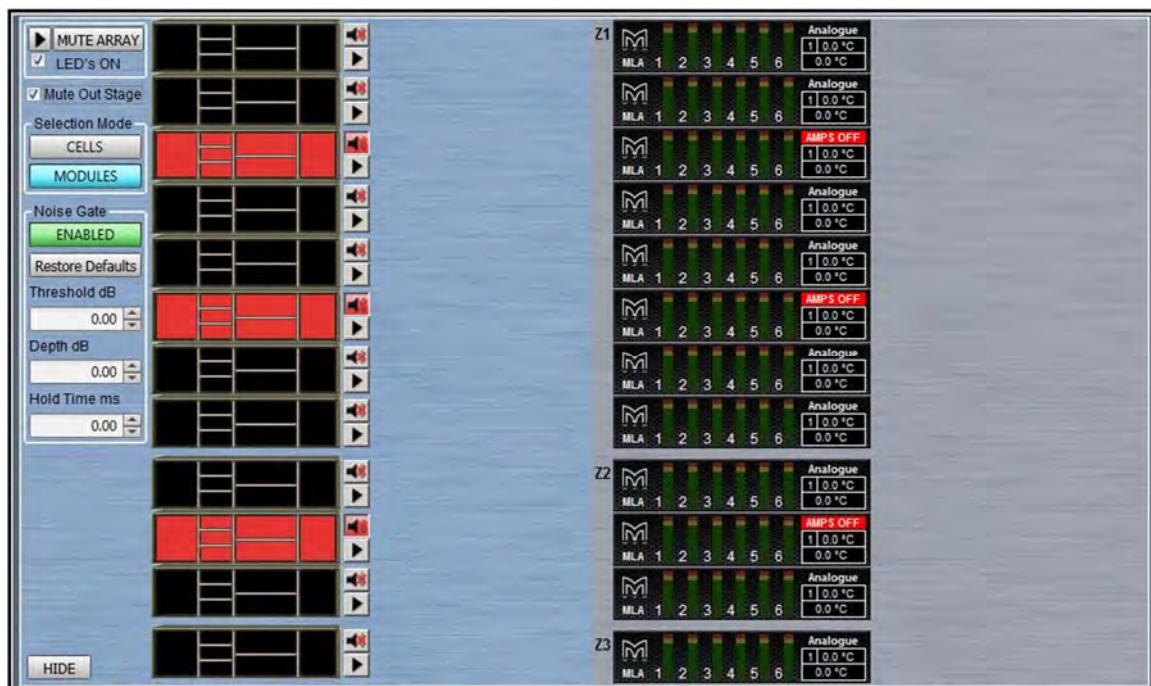 MUTE ARRAY
LED's ON
Mute Out Stage
Selection Mode
CELLS
MODULES
Noise Gate
ENABLED
Restore Defaults
Threshold dB
0.00
Depth dB
0.00
Hold Time ms
0.00
HIDE
Z1
Analogue
1 0.0 °C
MLA 1 2 3 4 5 6 0.0 °C
Analogue
1 0.0 °C
MLA 1 2 3 4 5 6 0.0 °C
AMPS OFF
1 0.0 °C
MLA 1 2 3 4 5 6 0.0 °C
Analogue
1 0.0 °C
MLA 1 2 3 4 5 6 0.0 °C
Analogue
1 0.0 °C
MLA 1 2 3 4 5 6 0.0 °C
AMPS OFF
1 0.0 °C
MLA 1 2 3 4 5 6 0.0 °C
Analogue
1 0.0 °C
MLA 1 2 3 4 5 6 0.0 °C
Analogue
1 0.0 °C
MLA 1 2 3 4 5 6 0.0 °C
Z2
Analogue
1 0.0 °C
MLA 1 2 3 4 5 6 0.0 °C
AMPS OFF
1 0.0 °C
MLA 1 2 3 4 5 6 0.0 °C
Analogue
1 0.0 °C
MLA 1 2 3 4 5 6 0.0 °C
Z3
Analogue
1 0.0 °C
MLA 1 2 3 4 5 6 0.0 °C